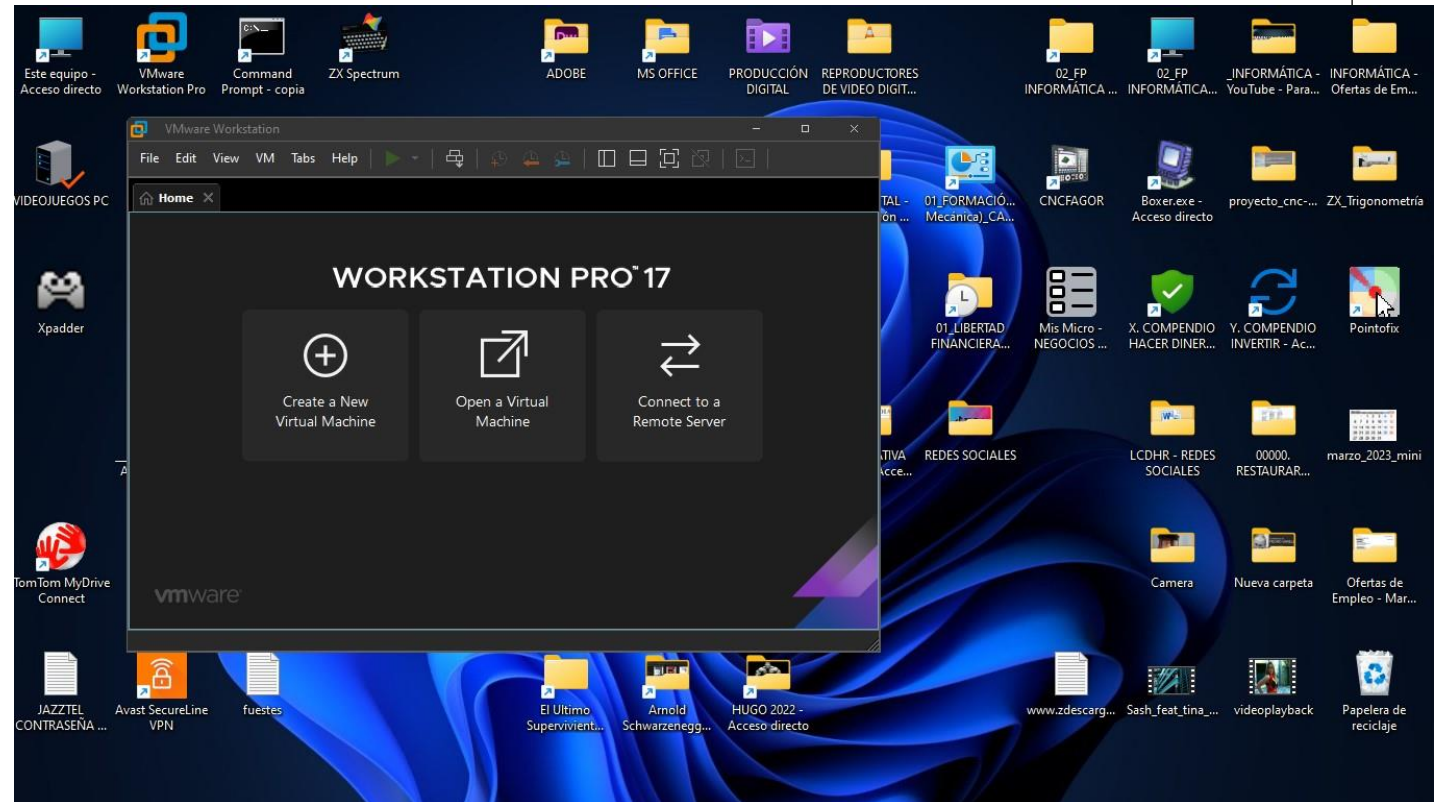 Este equipo -
Acceso directo
VMware
Workstation Pro
C:\_
Command
Prompt - copia
ZX Spectrum
Dw
ADOBE
MS OFFICE
PRODUCCIÓN
DIGITAL
REPRODUCTORES
DE VIDEO DIGIT...
02_FP
INFORMÁTICA ...
02_FP
INFORMÁTICA...
_INFORMÁTICA -
YouTube - Para...
INFORMÁTICA -
Ofertas de Em...
VMware Workstation
File Edit View VM Tabs Help
Home
WORKSTATION PRO™ 17
Create a New
Virtual Machine
Open a Virtual
Machine
Connect to a
Remote Server
vmware
VIDEOJUEGOS PC
TAL -
ón ...
01_FORMACIÓ...
Mecánica)_CA...
CNCFAGOR
Boxer.exe -
Acceso directo
proyecto_cnc-...
ZX_Trigonometría
Xpadder
01_LIBERTAD
FINANCIERA...
Mis Micro -
NEGOCIOS ...
X. COMPENDIO
HACER DINER...
Y. COMPENDIO
INVERTIR - Ac...
Pointofix
A
TIVA
Acce...
REDES SOCIALES
LCDHR - REDES
SOCIALES
00000.
RESTAURAR...
marzo_2023_mini
TomTom MyDrive
Connect
Camera
Nueva carpeta
Ofertas de
Empleo - Mar...
JAZZTEL
CONTRASEÑA ...
Avast SecureLine
VPN
fuestes
El Ultimo
Supervivient...
Arnold
Schwarzenegg...
HUGO 2022 -
Acceso directo
www.zdescarg...
Sash_feat_tina_...
videoplayback
Papelera de
reciclaje